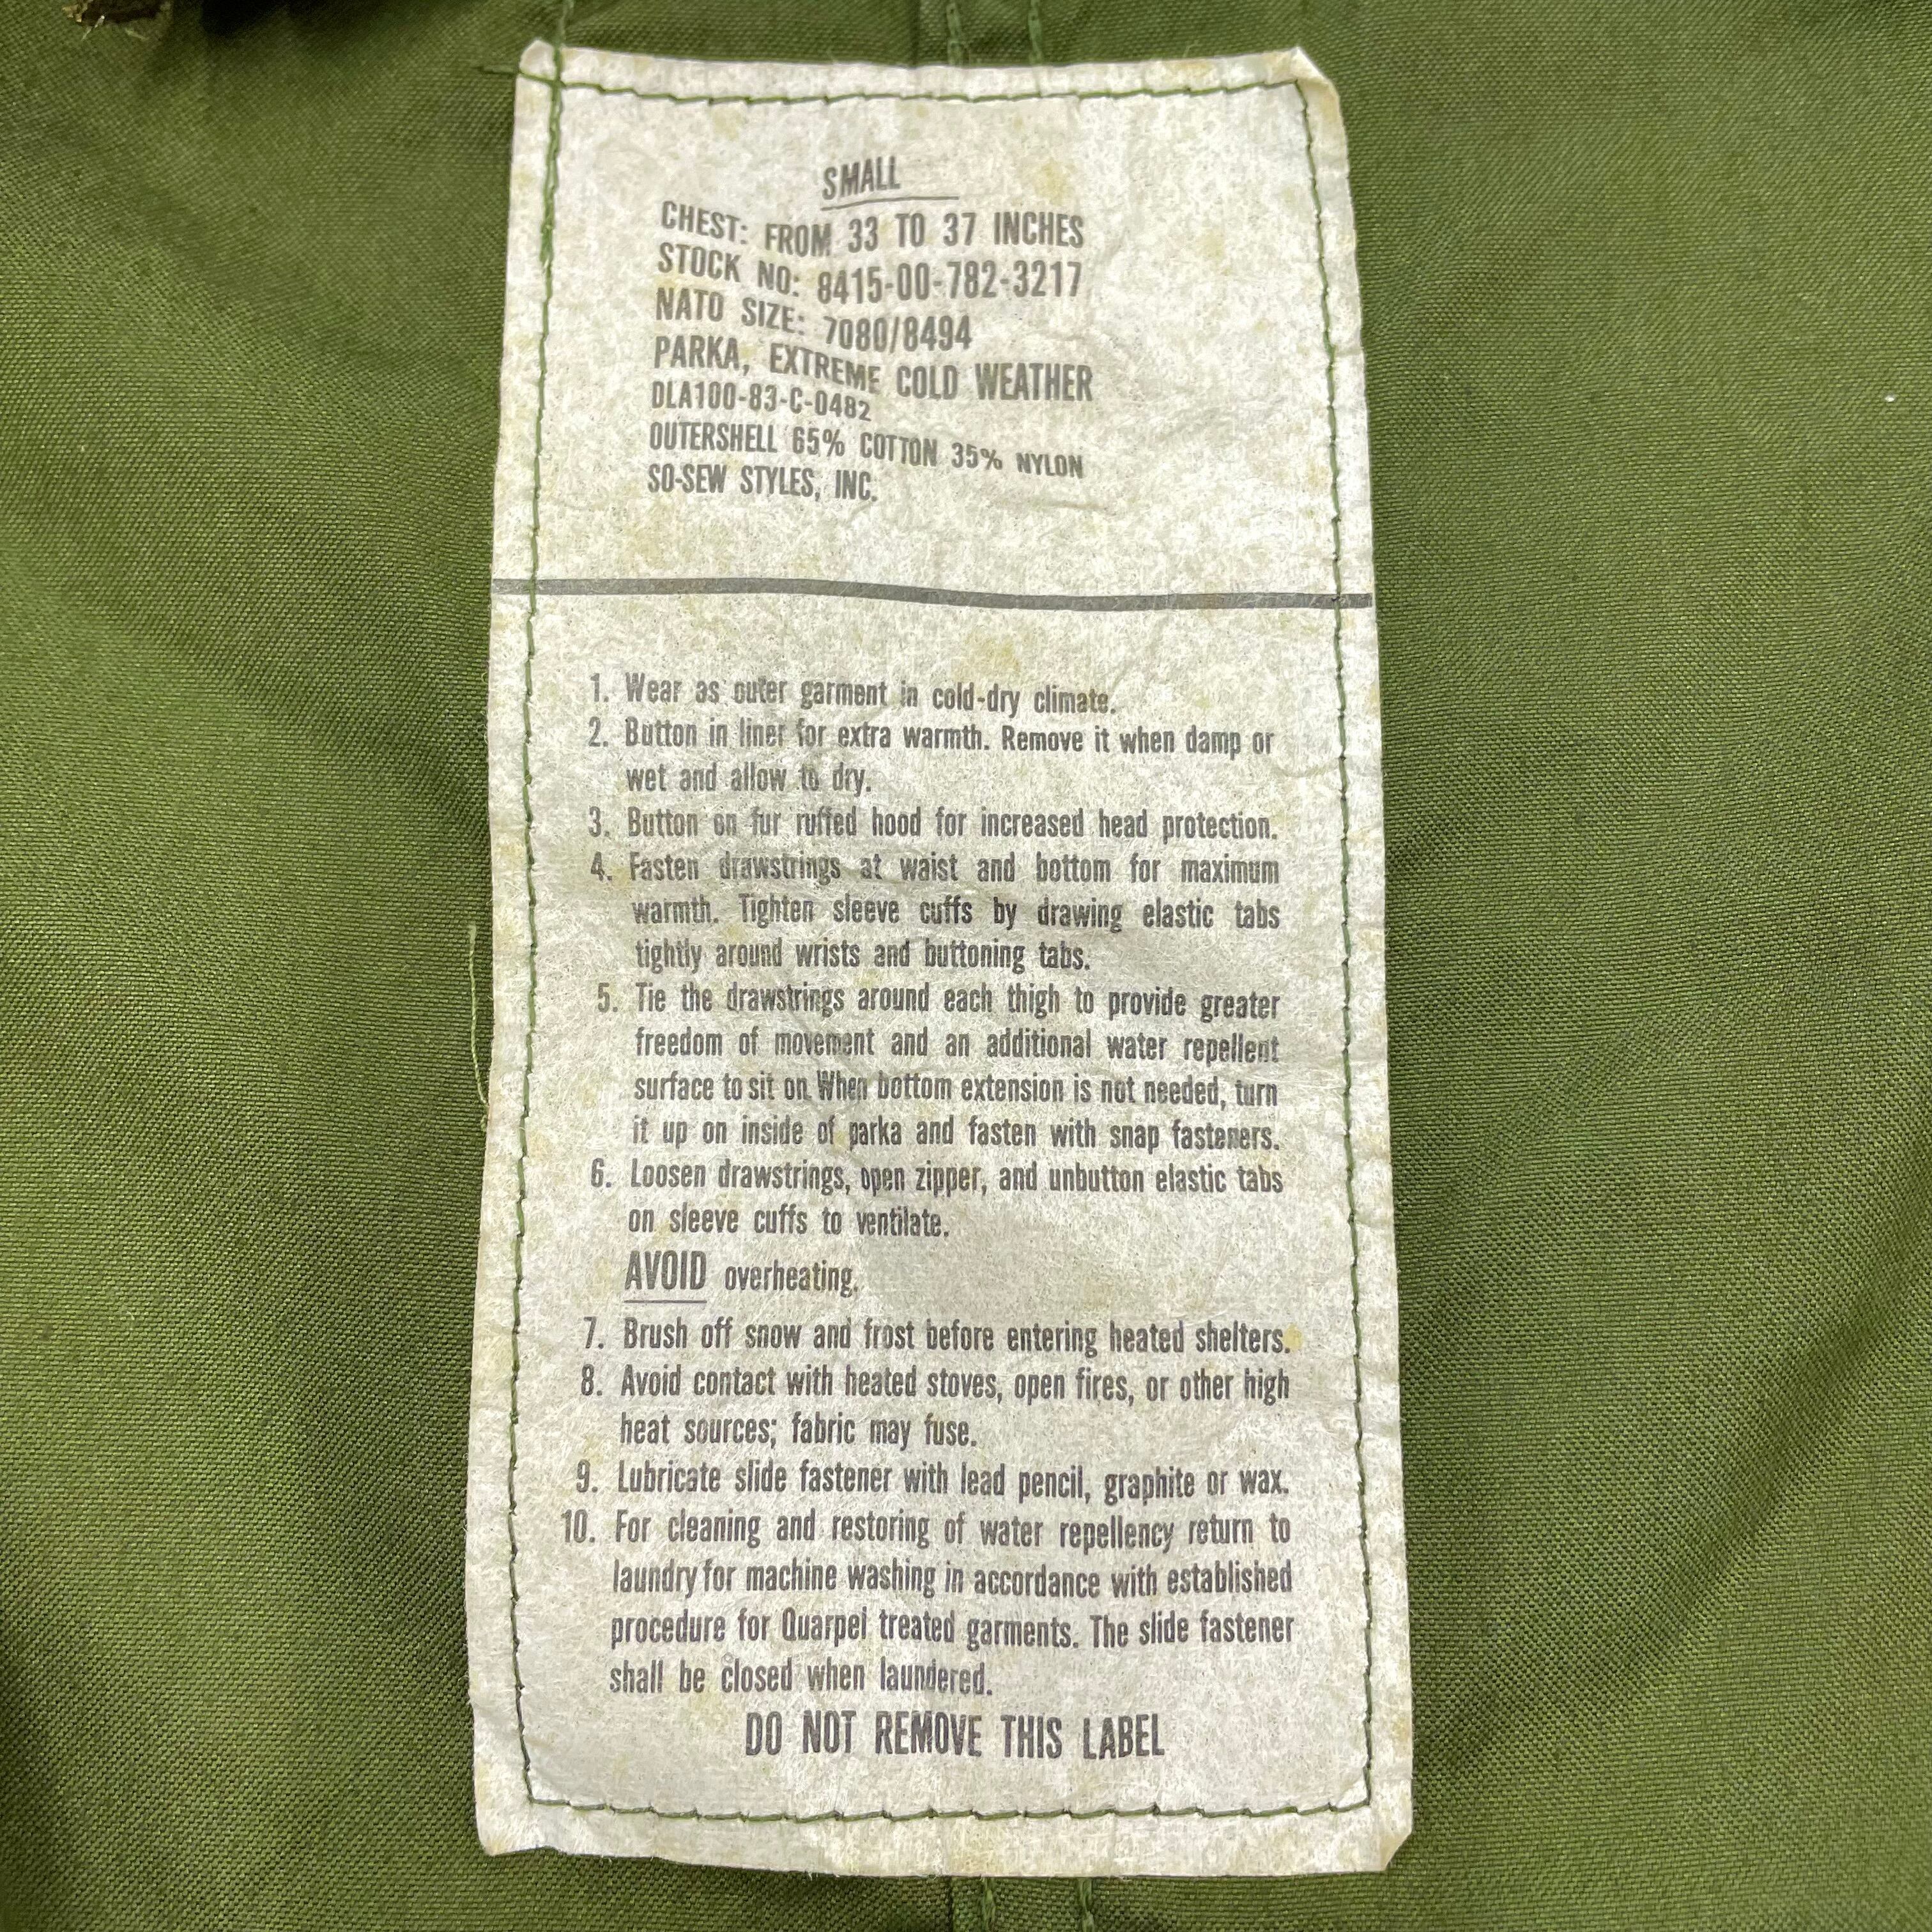 SMALL
CHEST: FROM 33 TO 37 INCHES
STOCK NO: 8415-00-782-3217
NATO SIZE: 7080/8494
PARKA, EXTREME COLD WEATHER
DLA100-83-C-0482
OUTERSHELL 65% COTTON 35% NYLON
SO-SEW STYLES, INC.
1. Wear as outer garment in cold-dry climate.
2. Button in liner for extra warmth. Remove it when damp or
wet and allow to dry.
3. Button on fur ruffed hood for increased head protection.
4. Fasten drawstrings at waist and bottom for maximum
warmth. Tighten sleeve cuffs by drawing elastic tabs
tightly around wrists and buttoning tabs.
5. Tie the drawstrings around each thigh to provide greater
freedom of movement and an additional water repellent
surface to sit on. When bottom extension is not needed, turn
it up on inside of parka and fasten with snap fasteners.
6. Loosen drawstrings, open zipper, and unbutton elastic tabs
on sleeve cuffs to ventilate.
AVOID overheating.
7. Brush off snow and frost before entering heated shelters.
8. Avoid contact with heated stoves, open fires, or other high
heat sources; fabric may fuse.
9. Lubricate slide fastener with lead pencil, graphite or wax.
10. For cleaning and restoring of water repellency return to
laundry for machine washing in accordance with established
procedure for Quarpel treated garments. The slide fastener
shall be closed when laundered.
DO NOT REMOVE THIS LABEL